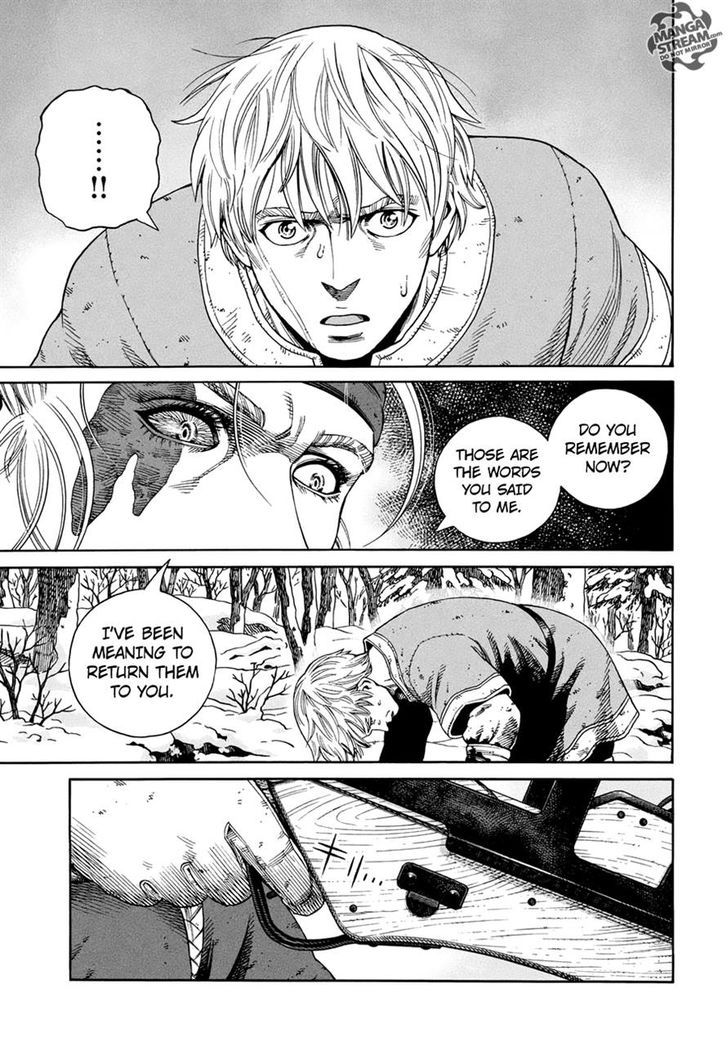 MANGA
STREAM.com
DO NOT MIRROR
......!!
DO YOU
REMEMBER
NOW?
THOSE ARE
THE WORDS
YOU SAID
TO ME.
I'VE BEEN
MEANING TO
RETURN THEM
TO YOU.